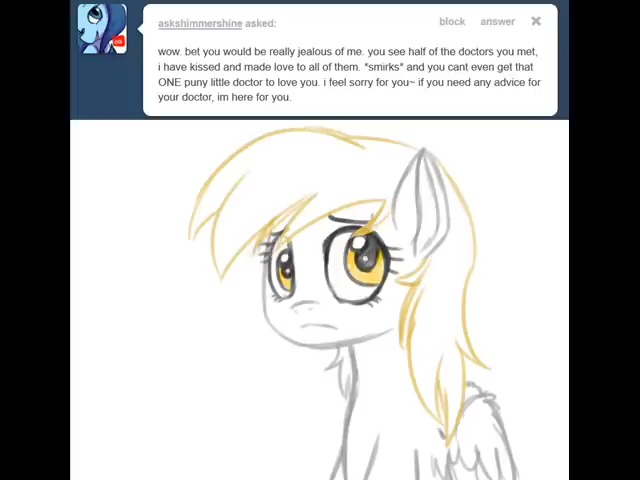 askshimmershine asked:
block answer ✖
wow. bet you would be really jealous of me. you see half of the doctors you met,
i have kissed and made love to all of them. *smirks* and you cant even get that
ONE puny little doctor to love you. i feel sorry for you~ if you need any advice for
your doctor, im here for you.